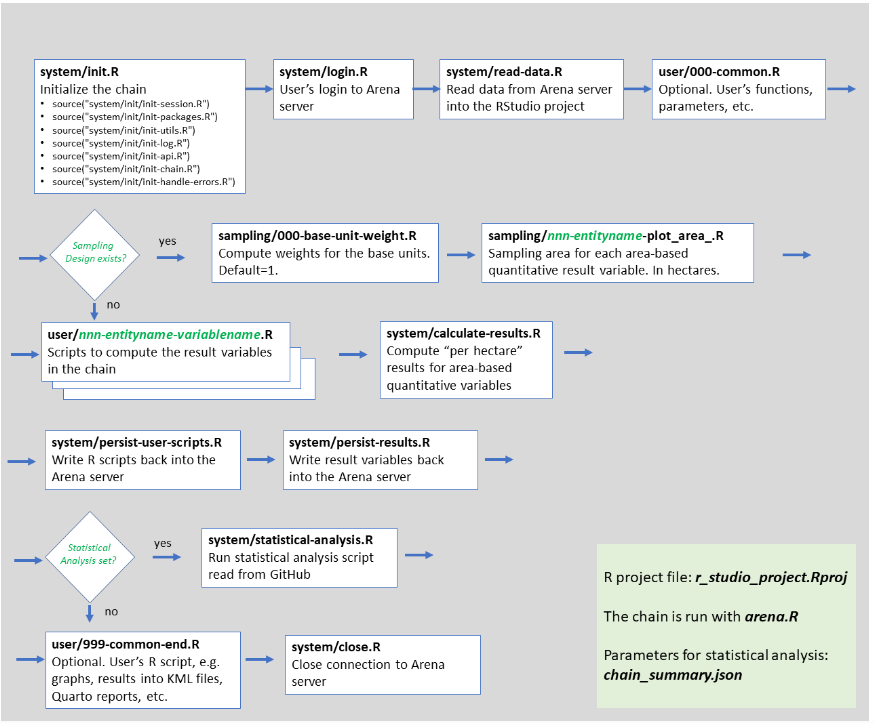 system/init.R
Initialize the chain
• source("system/init/init-session.R")
• source("system/init/init-packages.R")
• source("system/init/init-utils.R")
• source("system/init/init-log.R")
• source("system/init/init-api.R")
• source("system/init/init-chain.R")
• source("system/init/init-handle-errors.R")
system/login.R
User's login to Arena
server
system/read-data.R
Read data from Arena server
into the RStudio project
user/000-common.R
Optional. User's functions,
parameters, etc.
Sampling
Design exists?
yes
no
sampling/000-base-unit-weight.R
Compute weights for the base units.
Default=1.
sampling/nnn-entityname-plot_area_.R
Sampling area for each area-based
quantitative result variable. In hectares.
user/nnn-entityname-variablename.R
Scripts to compute the result variables
in the chain
system/calculate-results.R
Compute "per hectare"
results for area-based
quantitative variables
system/persist-user-scripts.R
Write R scripts back into the
Arena server
system/persist-results.R
Write result variables back
into the Arena server
Statistical
Analysis set?
yes
no
system/statistical-analysis.R
Run statistical analysis script
read from GitHub
user/999-common-end.R
Optional. User's R script, e.g.
graphs, results into KML files,
Quarto reports, etc.
system/close.R
Close connection to Arena
server
R project file: r_studio_project.Rproj
The chain is run with arena.R
Parameters for statistical analysis:
chain_summary.json